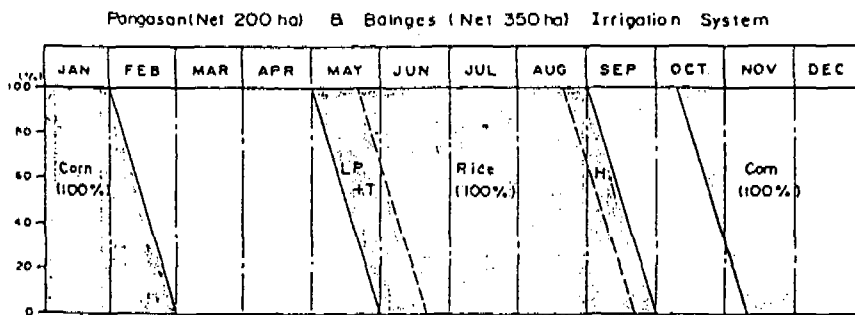 Pangasan (Net 200 ha) & Balnges (Net 350 ha) Irrigation System
JAN FEB MAR APR MAY JUN JUL AUG SEP OCT. NOV DEC
(%)
100
80
60
40
20
0
Corn
(100%)
LP
+T
Rice
(100%)
H
Corn
(100%)